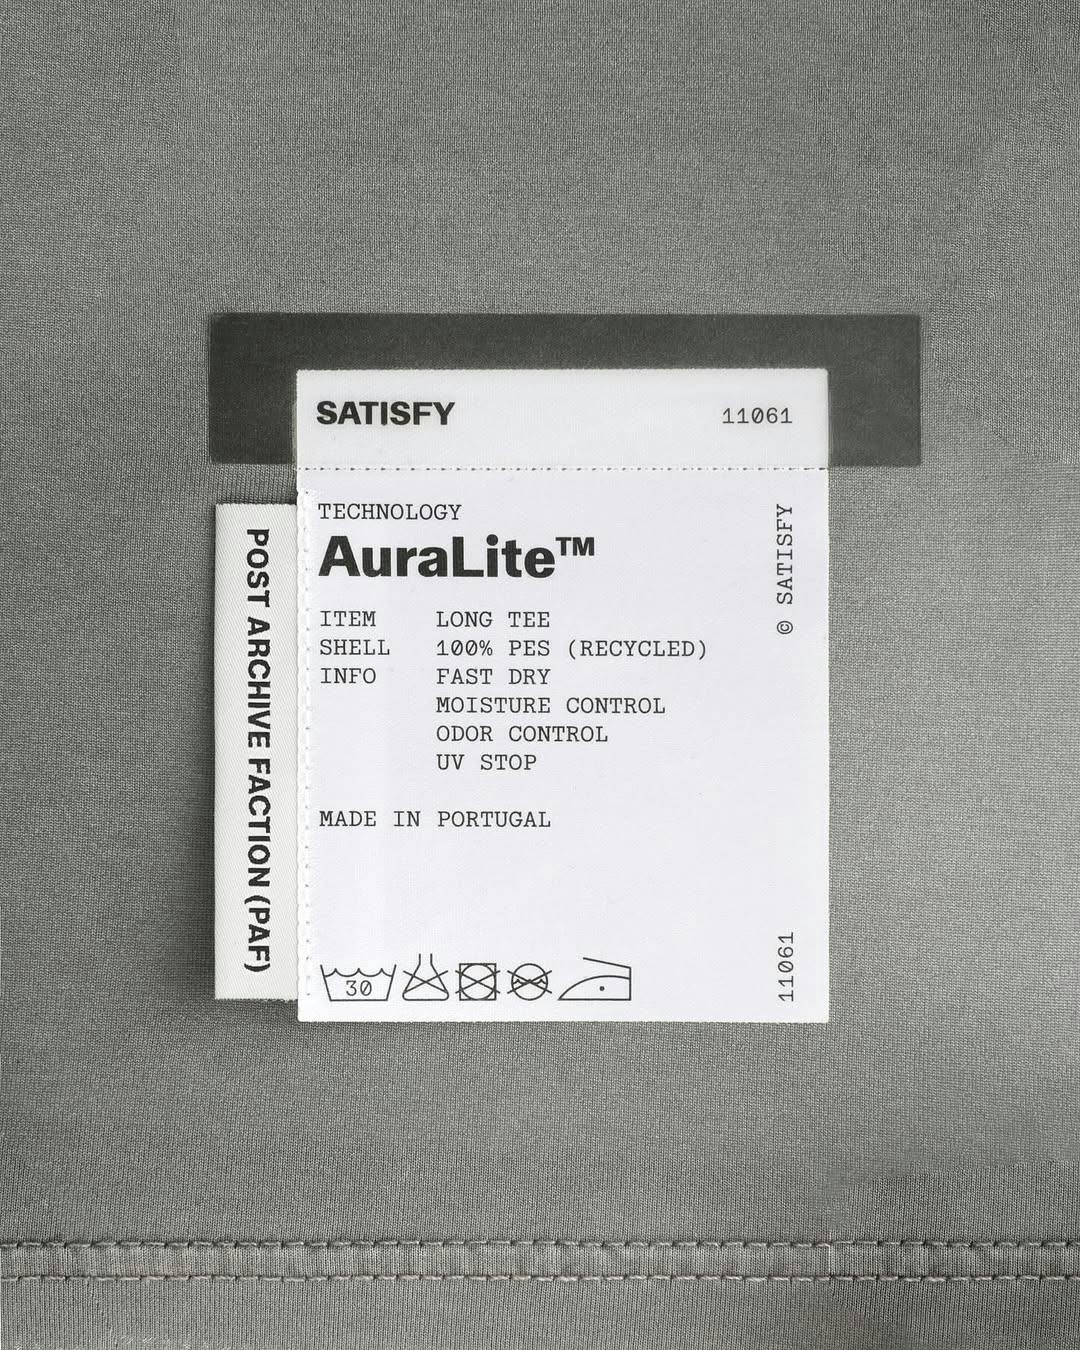 SATISFY 11061
TECHNOLOGY
AuraLite™
ITEM LONG TEE
SHELL 100% PES (RECYCLED)
INFO FAST DRY
MOISTURE CONTROL
ODOR CONTROL
UV STOP
MADE IN PORTUGAL
30
© SATISFY
11061
POST ARCHIVE FACTION (PAF)